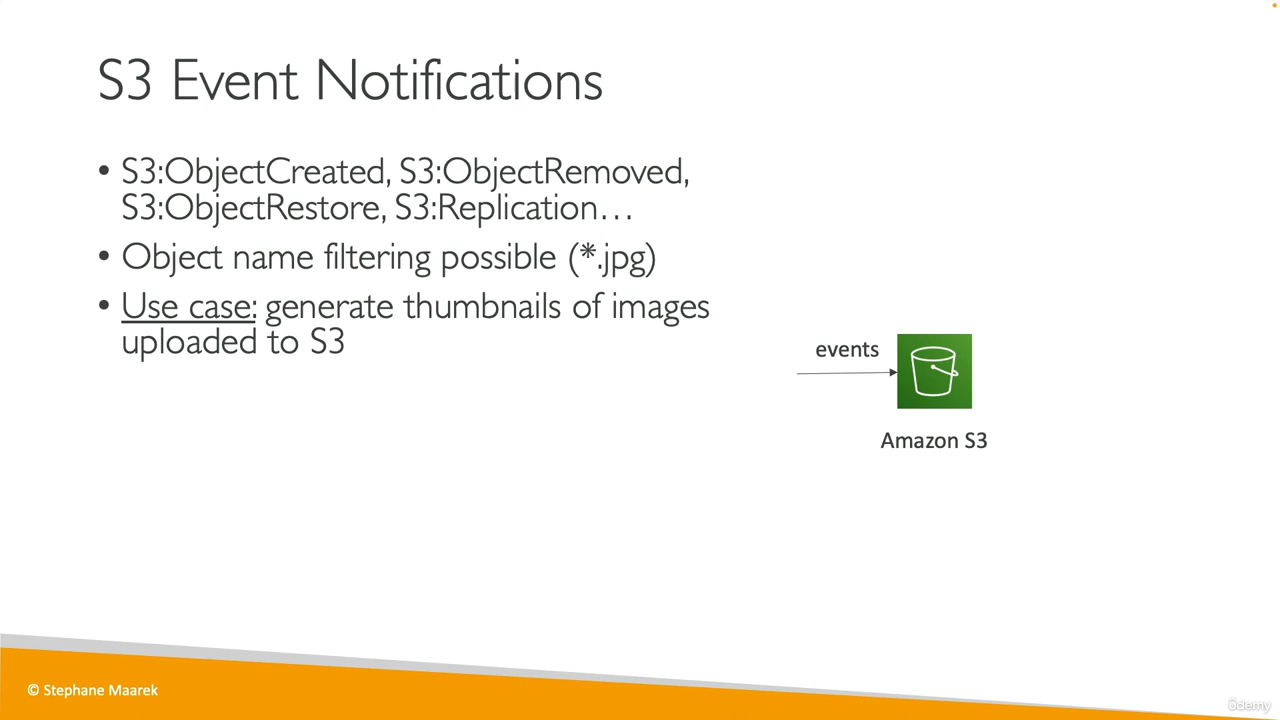 S3 Event Notifications
• S3:ObjectCreated, S3:ObjectRemoved,
S3:ObjectRestore, S3:Replication…
• Object name filtering possible (*.jpg)
• Use case: generate thumbnails of images
uploaded to S3
events
Amazon S3
© Stephane Maarek
ûdemy